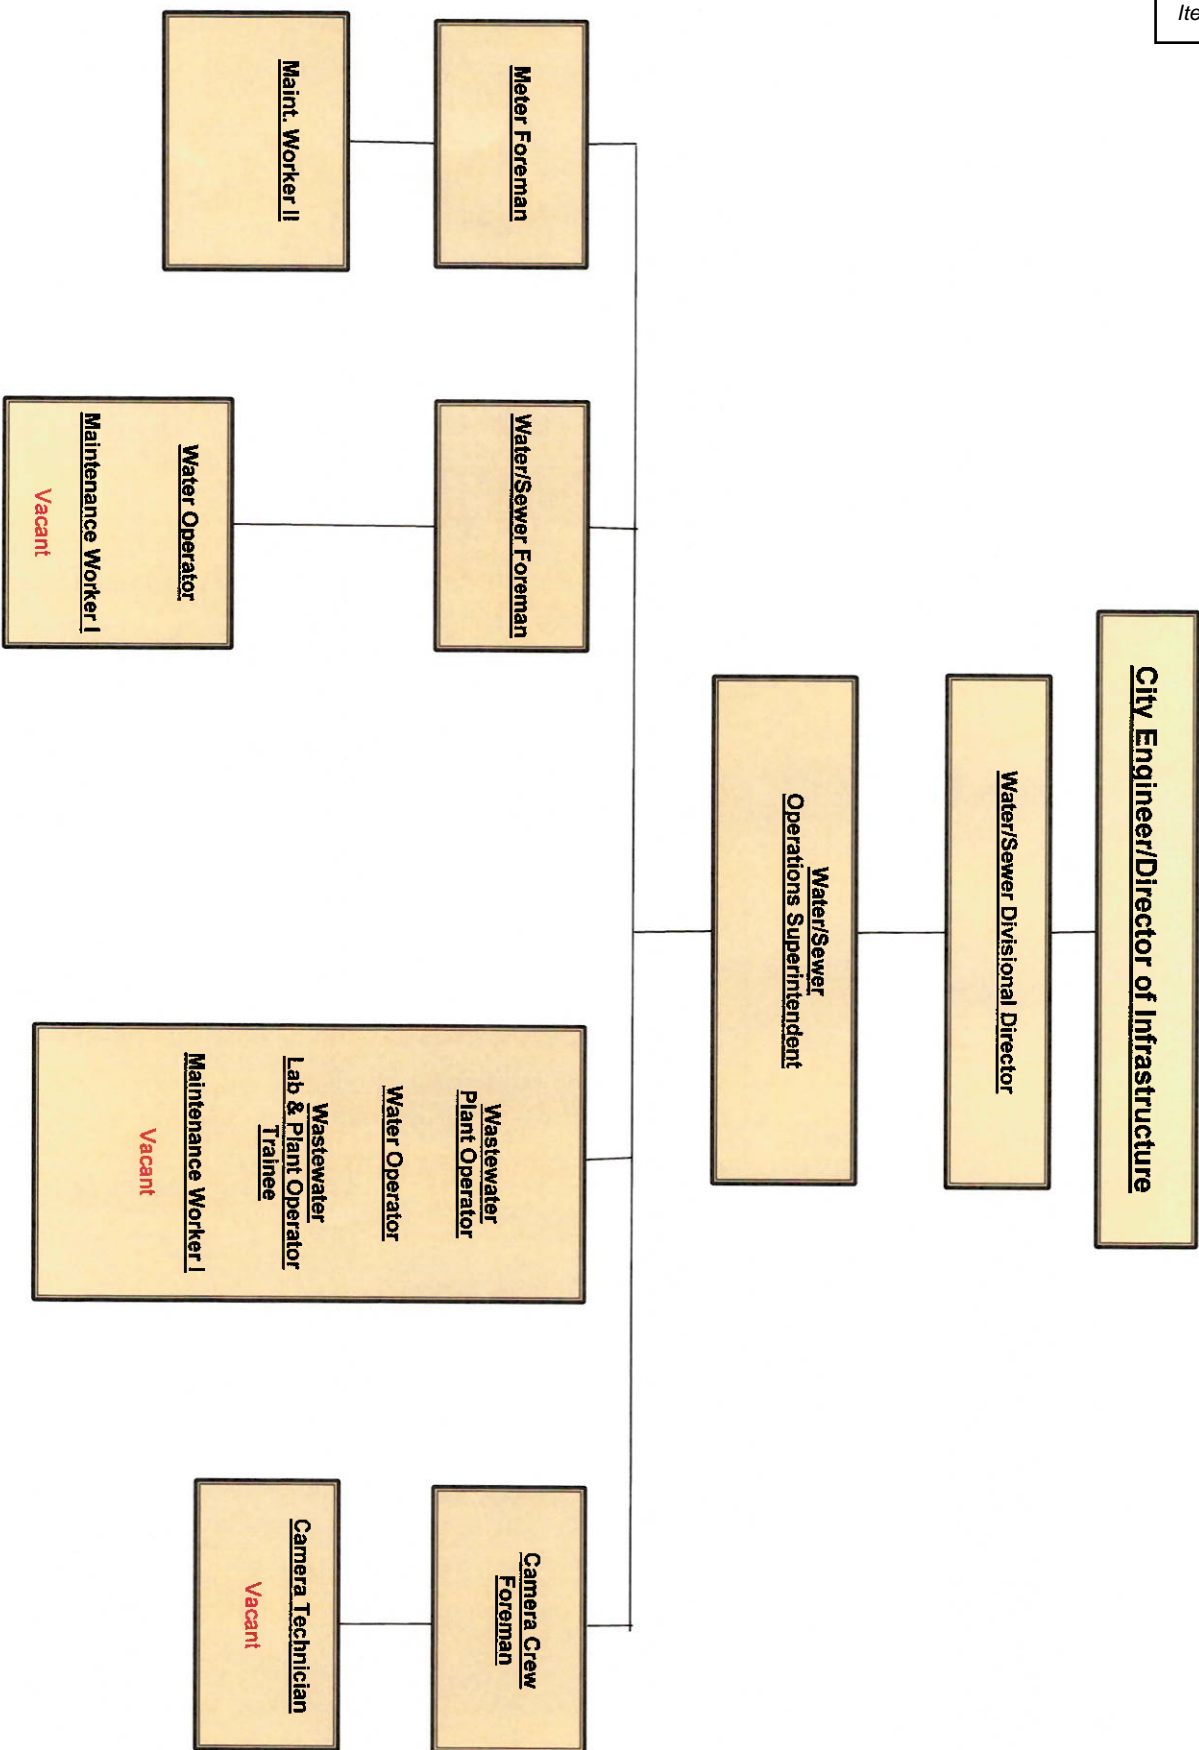 Ite
City Engineer/Director of Infrastructure
Water/Sewer Divisional Director
Water/Sewer
Operations Superintendent
Meter Foreman
Maint. Worker II
Water/Sewer Foreman
Water Operator
Maintenance Worker I
Vacant
Wastewater
Plant Operator
Water Operator
Wastewater
Lab & Plant Operator
Trainee
Maintenance Worker I
Vacant
Camera Crew
Foreman
Camera Technician
Vacant